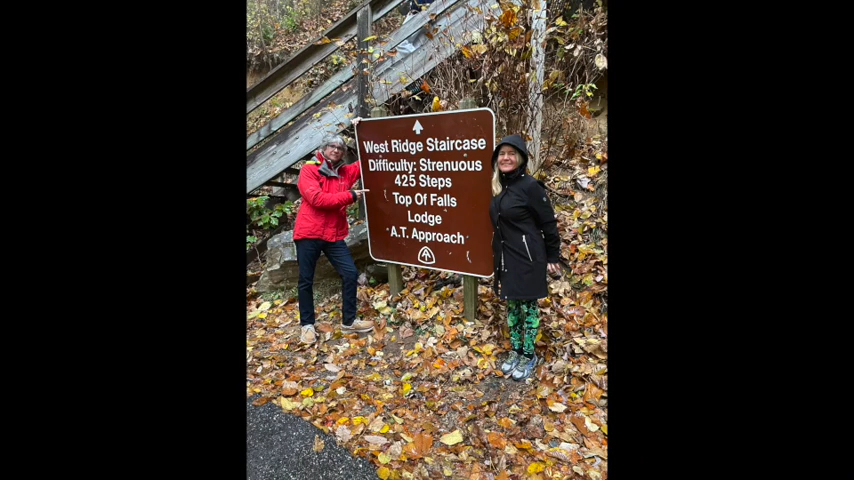 West Ridge Staircase
Difficulty: Strenuous
425 Steps
Top Of Falls
Lodge
A.T. Approach